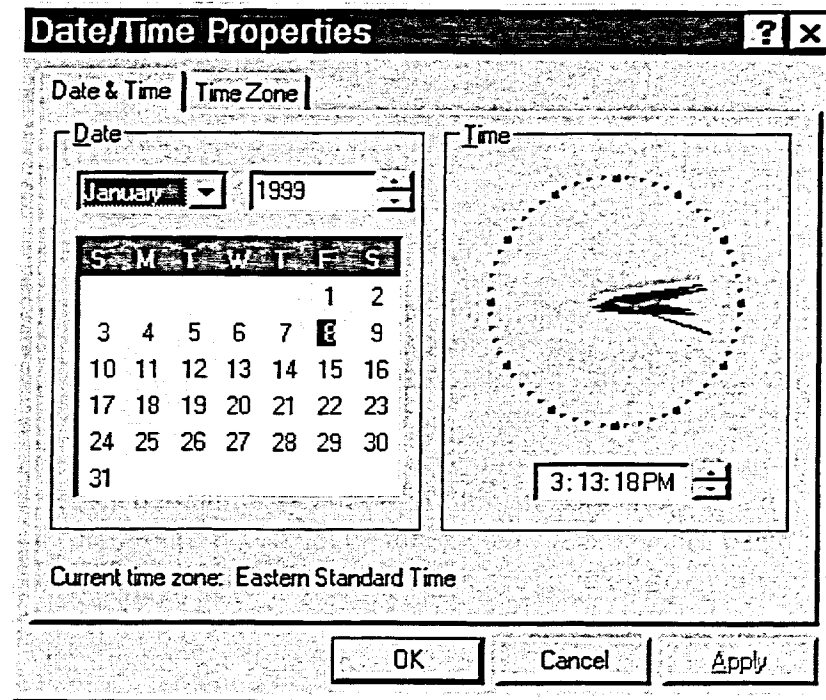 Date/Time Properties ? ×
Date & Time Time Zone
Date
January 1999
S M T W T F S
1 2
3 4 5 6 7 8 9
10 11 12 13 14 15 16
17 18 19 20 21 22 23
24 25 26 27 28 29 30
31
Time
3:13:18 PM
Current time zone: Eastern Standard Time
OK Cancel Apply